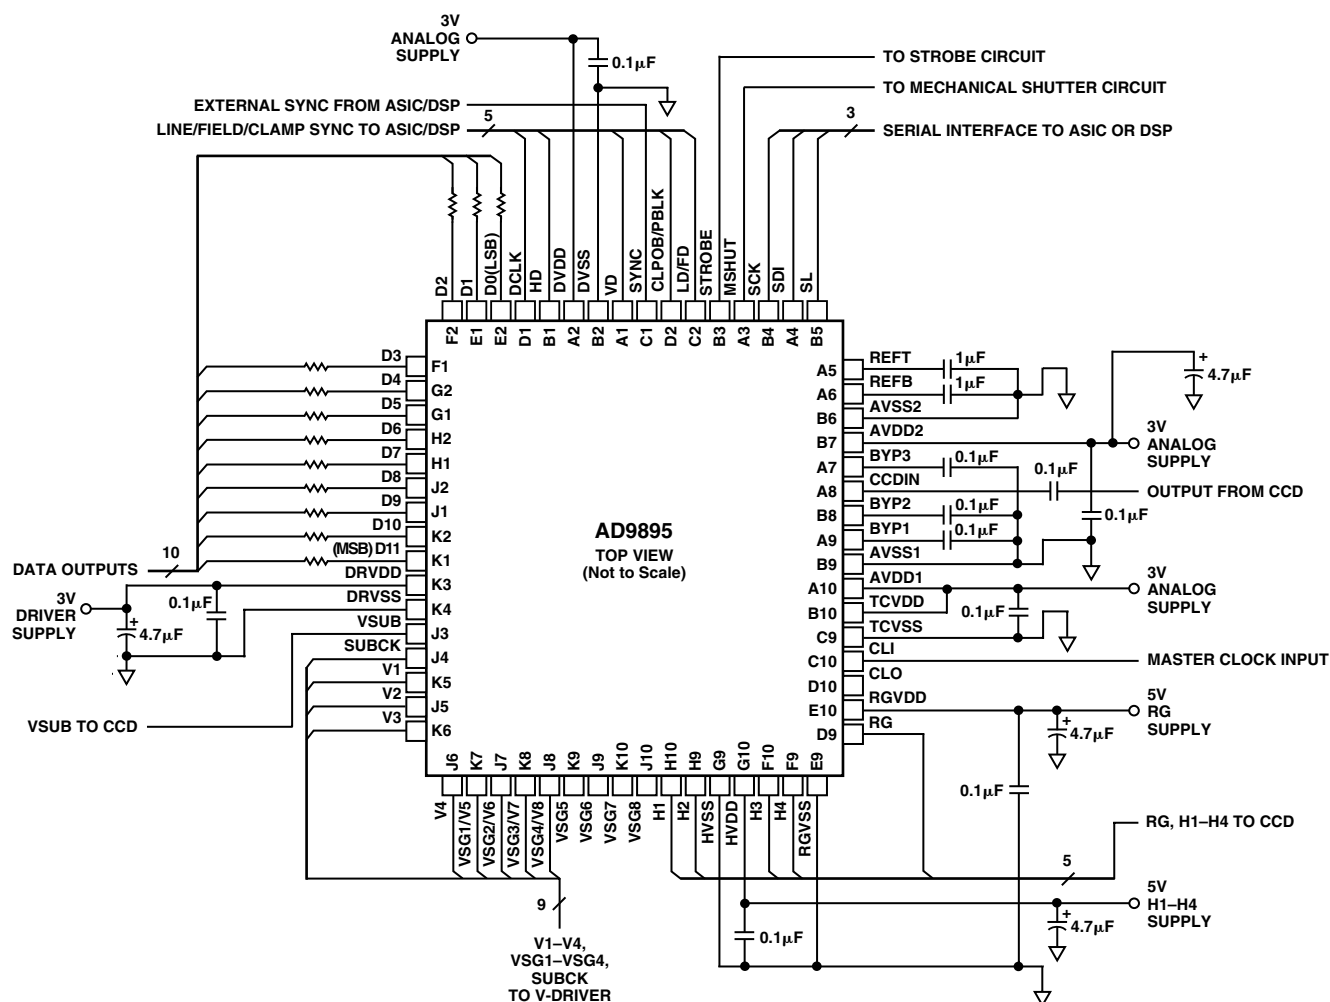 3V
ANALOG
SUPPLY
0.1μF
TO STROBE CIRCUIT
TO MECHANICAL SHUTTER CIRCUIT
EXTERNAL SYNC FROM ASIC/DSP
LINE/FIELD/CLAMP SYNC TO ASIC/DSP
5
3
SERIAL INTERFACE TO ASIC OR DSP
D2
D1
D0(LSB)
DCLK
HD
DVDD
DVSS
VD
SYNC
CLPOB/PBLK
LD/FD
STROBE
MSHUT
SCK
SDI
SL
F2
E1
E2
D1
B1
A2
B2
A1
C1
D2
C2
B3
A3
B4
A4
B5
D3
F1
D4
G2
D5
G1
D6
H2
D7
H1
D8
J2
D9
J1
D10
K2
(MSB) D11
K1
DRVDD
K3
DRVSS
K4
VSUB
J3
SUBCK
J4
V1
K5
V2
J5
V3
K6
DATA OUTPUTS
10
3V
DRIVER
SUPPLY
0.1μF
+
4.7μF
VSUB TO CCD
AD9895
TOP VIEW
(Not to Scale)
A5
REFT
1μF
A6
REFB
1μF
B6
AVSS2
B7
AVDD2
A7
BYP3
0.1μF
A8
CCDIN
0.1μF
B8
BYP2
0.1μF
A9
BYP1
0.1μF
B9
AVSS1
A10
AVDD1
B10
TCVDD
C9
TCVSS
C10
CLI
D10
CLO
E10
RGVDD
D9
RG
+
4.7μF
3V
ANALOG
SUPPLY
OUTPUT FROM CCD
0.1μF
3V
ANALOG
SUPPLY
0.1μF
MASTER CLOCK INPUT
5V
RG
SUPPLY
+
4.7μF
0.1μF
J6
K7
J7
K8
J8
K9
J9
K10
J10
H10
H9
G9
G10
F10
F9
E9
V4
VSG1/V5
VSG2/V6
VSG3/V7
VSG4/V8
VSG5
VSG6
VSG7
VSG8
H1
H2
HVSS
HVDD
H3
H4
RGVSS
RG, H1–H4 TO CCD
5
5V
H1–H4
SUPPLY
+
4.7μF
0.1μF
9
V1–V4,
VSG1–VSG4,
SUBCK
TO V-DRIVER